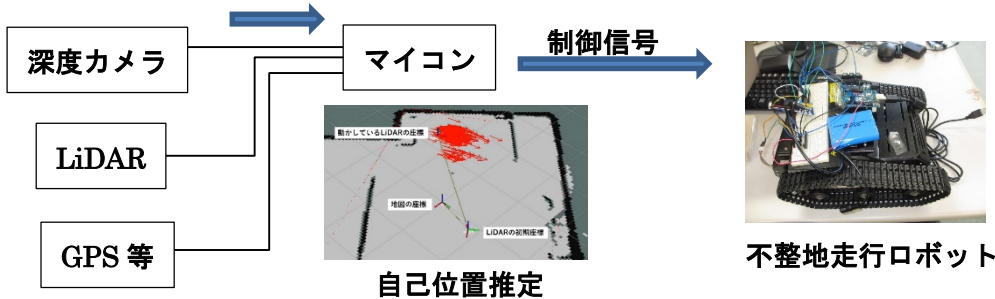 深度カメラ
マイコン
制御信号
LiDAR
GPS 等
動かしているLiDARの座標
地図の座標
LiDARの初期座標
自己位置推定
不整地走行ロボット